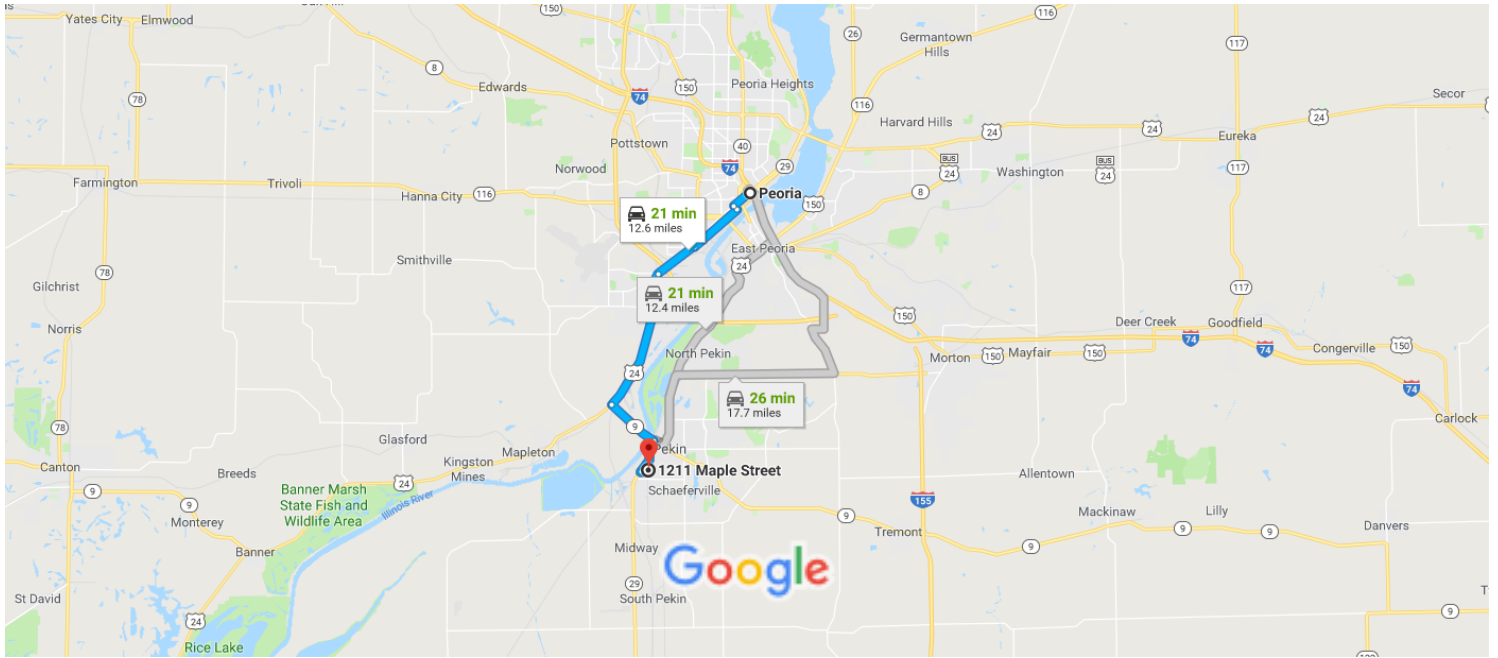 Yates City
Elmwood
150
116
Germantown
Hills
26
117
8
Edwards
150
74
Peoria Heights
116
Secor
78
Harvard Hills
24
24
24
Eureka
Pottstown
40
BUS
24
BUS
24
Norwood
74
29
Washington
117
Farmington
Trivoli
Hanna City
116
Peoria
8
150
21 min
12.6 miles
East Peoria
Smithville
24
78
Gilchrist
21 min
12.4 miles
117
150
Norris
Deer Creek
Goodfield
North Pekin
Morton
150
Mayfair
150
74
74
Congerville
150
24
74
26 min
17.7 miles
Carlock
78
9
Glasford
Pekin
Mapleton
Canton
Breeds
Kingston
Mines
1211 Maple Street
Allentown
24
Schaeferville
9
9
Banner Marsh
State Fish and
Wildlife Area
Illinois River
155
Monterey
9
Mackinaw
Lilly
Danvers
Tremont
9
9
9
Banner
Midway
Google
29
St David
South Pekin
9
24
Rice Lake